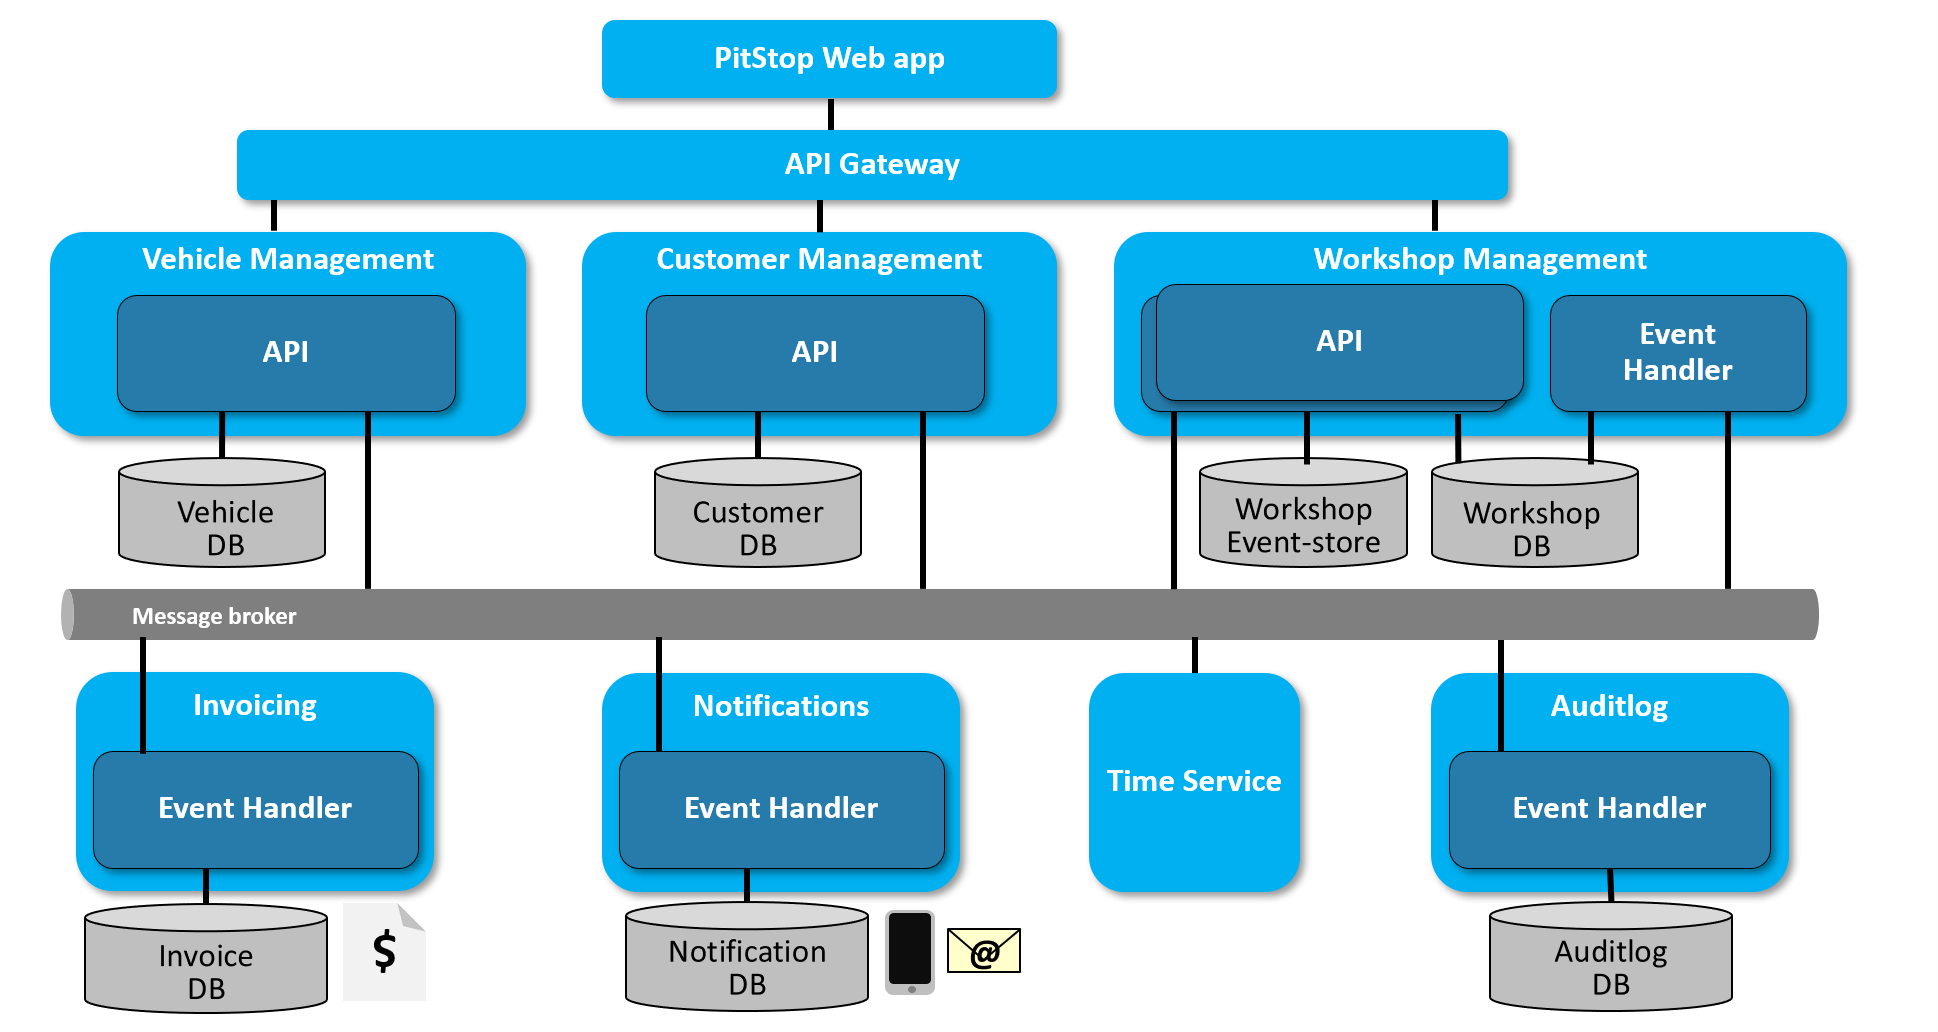 PitStop Web app
API Gateway
Vehicle Management
API
Customer Management
API
Workshop Management
API
Event
Handler
Vehicle
DB
Customer
DB
Workshop
Event-store
Workshop
DB
Message broker
Invoicing
Event Handler
Notifications
Event Handler
Time Service
Auditlog
Event Handler
Invoice
DB
$
Notification
DB
@
Auditlog
DB